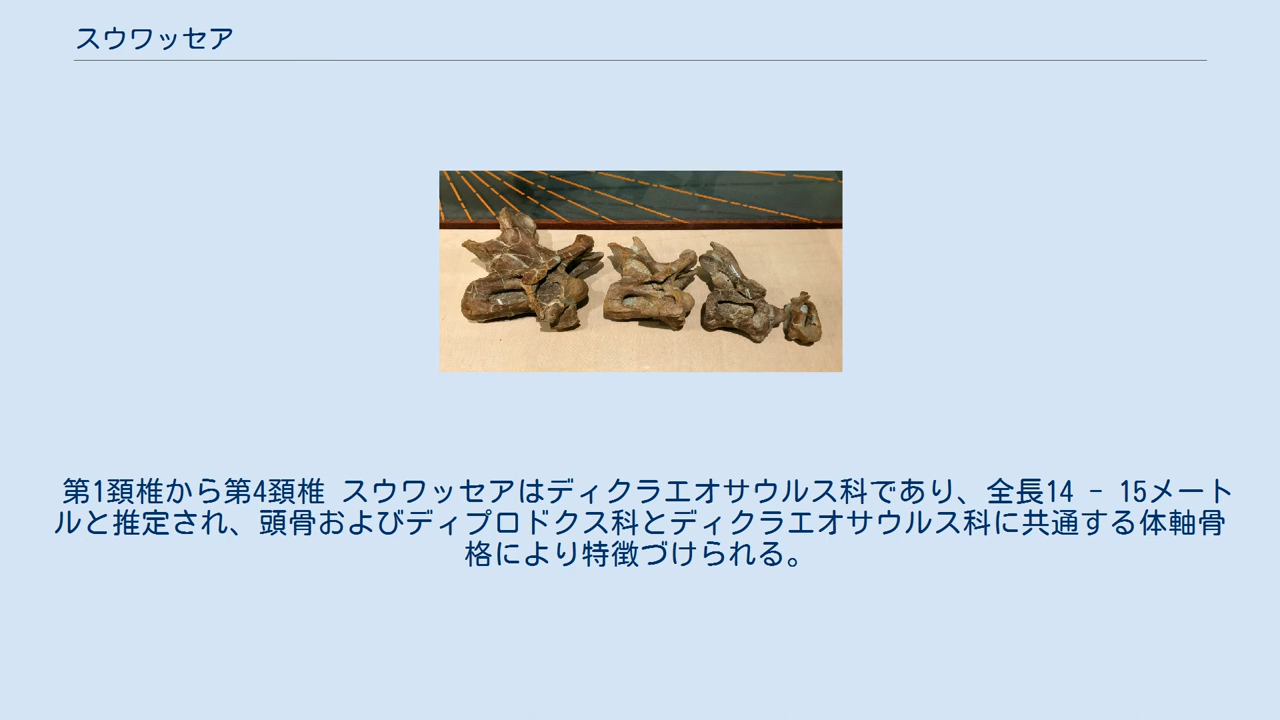 スウワッセア
第1頚椎から第4頚椎 スウワッセアはディクラエオサウルス科であり、全長14 - 15メート
ルと推定され、頭骨およびディプロドクス科とディクラエオサウルス科に共通する体軸骨
格により特徴づけられる。